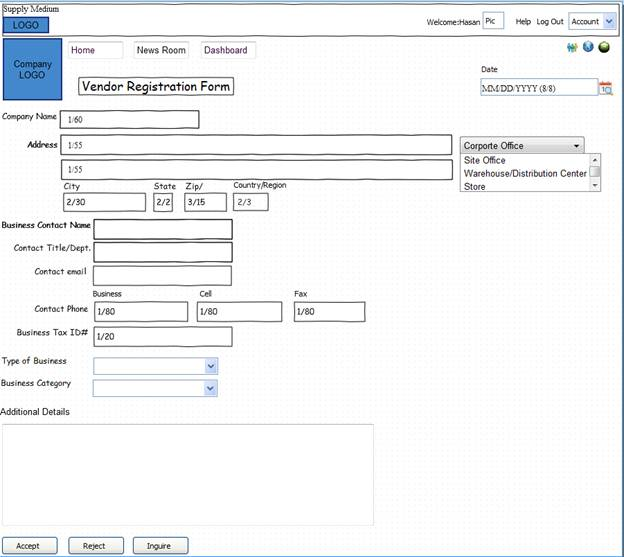 Supply Medium
LOGO
Welcome:Hasan Pic Help Log Out Account
Company LOGO
Home News Room Dashboard
Vendor Registration Form
Date
MM/DD/YYYY (8/8)
Company Name 1/60
Address 1/55
Corporte Office
1/55
Site Office
Warehouse/Distribution Center
Store
City State Zip/ Country/Region
2/30 2/2 3/15 2/3
Business Contact Name
Contact Title/Dept.
Contact email
Business Cell Fax
Contact Phone 1/80 1/80 1/80
Business Tax ID# 1/20
Type of Business
Business Category
Additional Details
Accept Reject Inquire